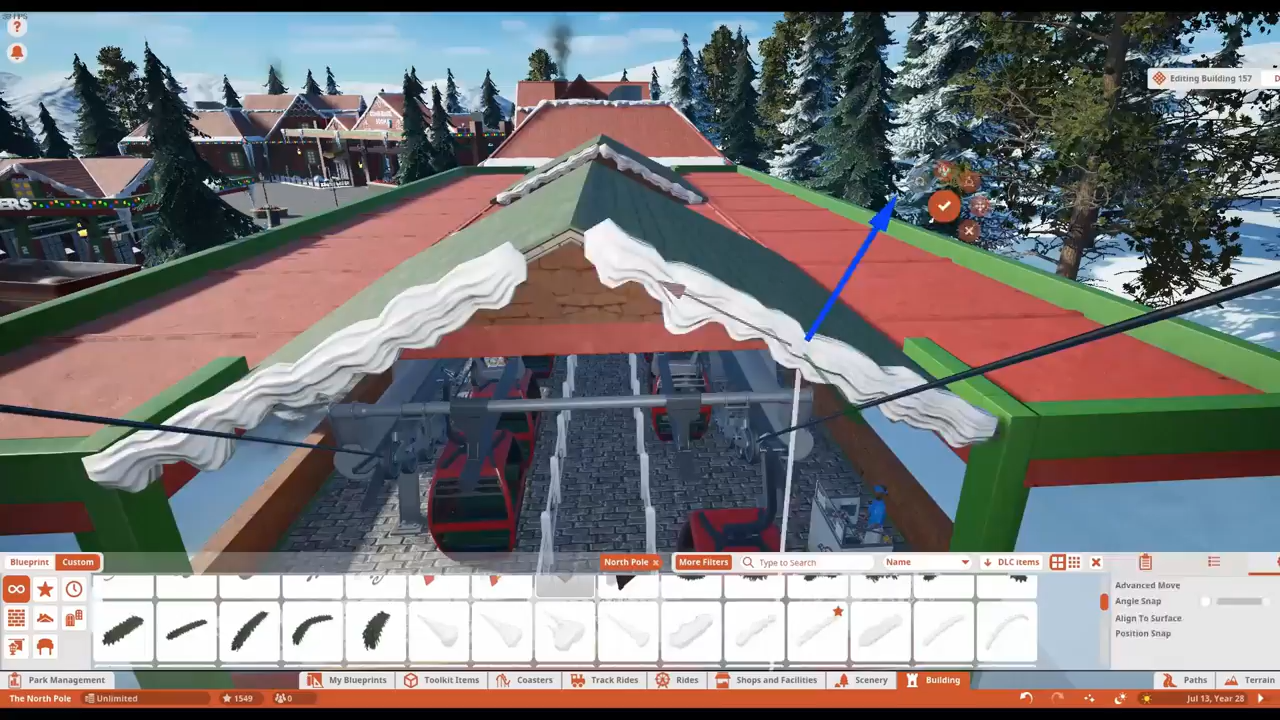 ?
Editing Building 157
ERS
Blueprint
Custom
North Pole ×
More Filters
Type to Search
Name
DLC items
Advanced Move
Angle Snap
Align To Surface
Position Snap
Park Management
My Blueprints
Toolkit Items
Coasters
Track Rides
Rides
Shops and Facilities
Scenery
Building
Paths
Terrain
The North Pole
Unlimited
1549
0
Jul 13, Year 28